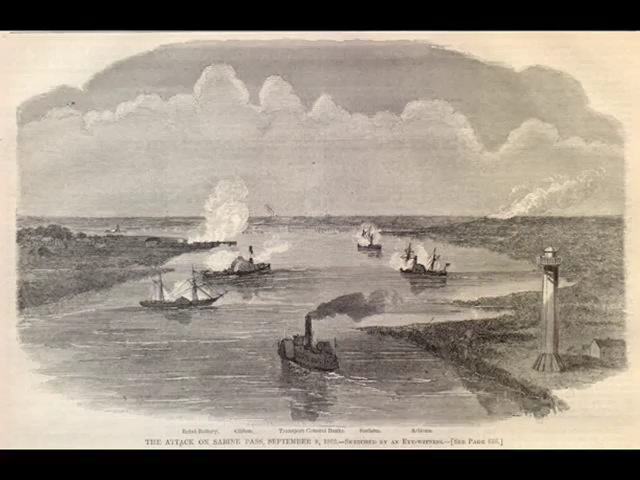 Rebel Battery. Clifton. Transport General Banks. Sachem. Arizona.
THE ATTACK ON SABINE PASS, SEPTEMBER 8, 1863.—SKETCHED BY AN EYE-WITNESS.—[SEE PAGE